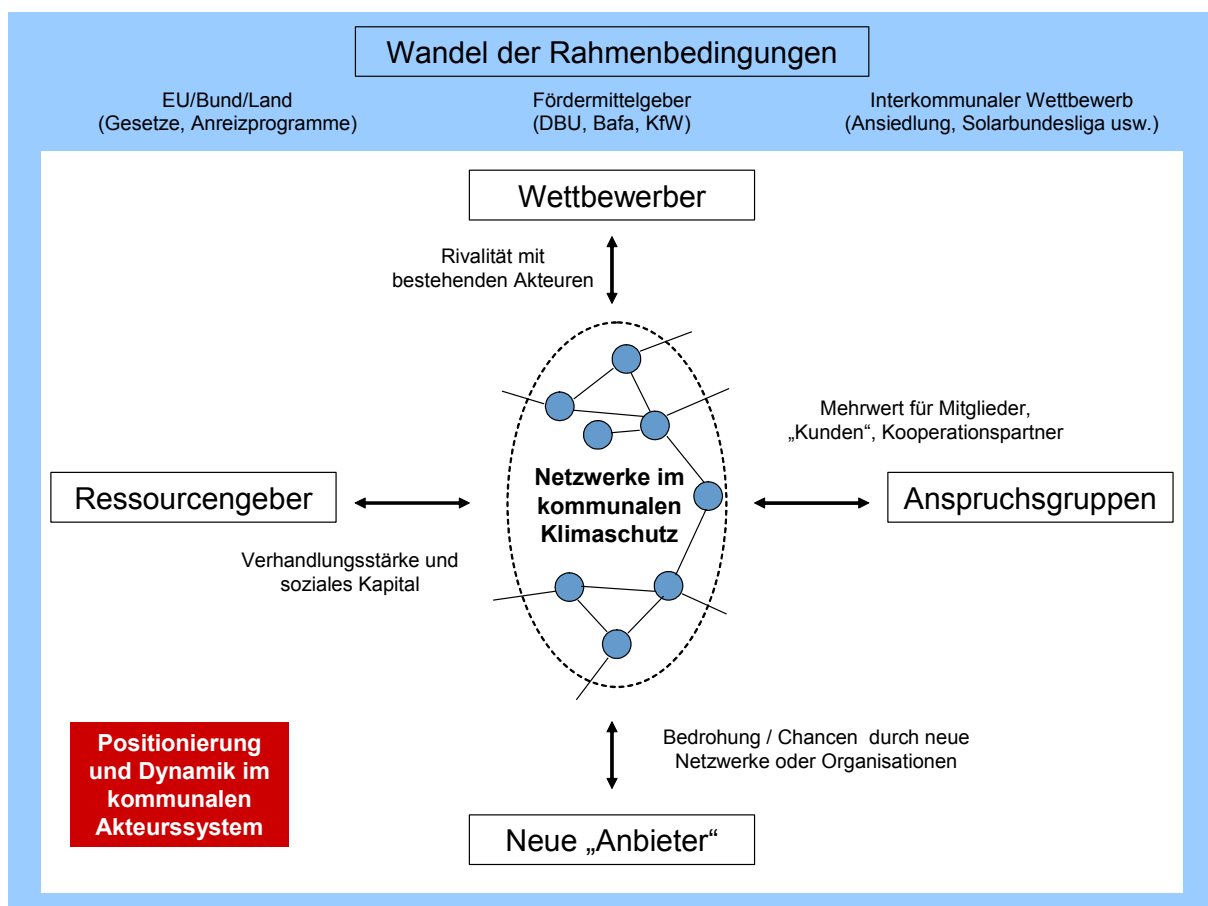 Wandel der Rahmenbedingungen
EU/Bund/Land
(Gesetze, Anreizprogramme)
Fördermittelgeber
(DBU, Bafa, KfW)
Interkommunaler Wettbewerb
(Ansiedlung, Solarbundesliga usw.)
Wettbewerber
Rivalität mit
bestehenden Akteuren
Mehrwert für Mitglieder,
„Kunden“, Kooperationspartner
Ressourcengeber
Netzwerke im
kommunalen
Klimaschutz
Anspruchsgruppen
Verhandlungsstärke und
soziales Kapital
Positionierung
und Dynamik im
kommunalen
Akteurssystem
Bedrohung / Chancen durch neue
Netzwerke oder Organisationen
Neue „Anbieter“